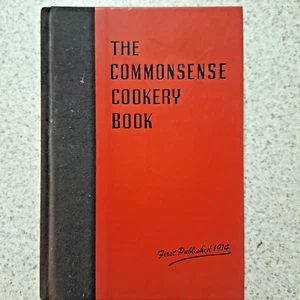 THE
COMMONSENSE
COOKERY
BOOK
First Published 1914